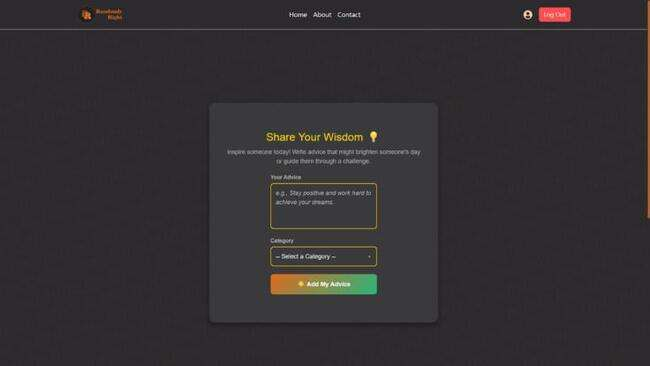 Right
Home About Contact
Log Out
Share Your Wisdom
Inspire someone today! Write advice that might brighten someone's day
or guide them through a challenge.
Your Advice
e.g., Stay positive and work hard to
achieve your dreams.
Category
-- Select a Category --
Add My Advice